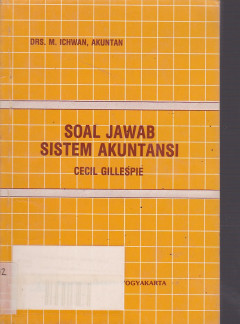 DRS. M. ICHWAN, AKUNTAN
SOAL JAWAB
SISTEM AKUNTANSI
CECIL GILLESPIE
YOGYAKARTA